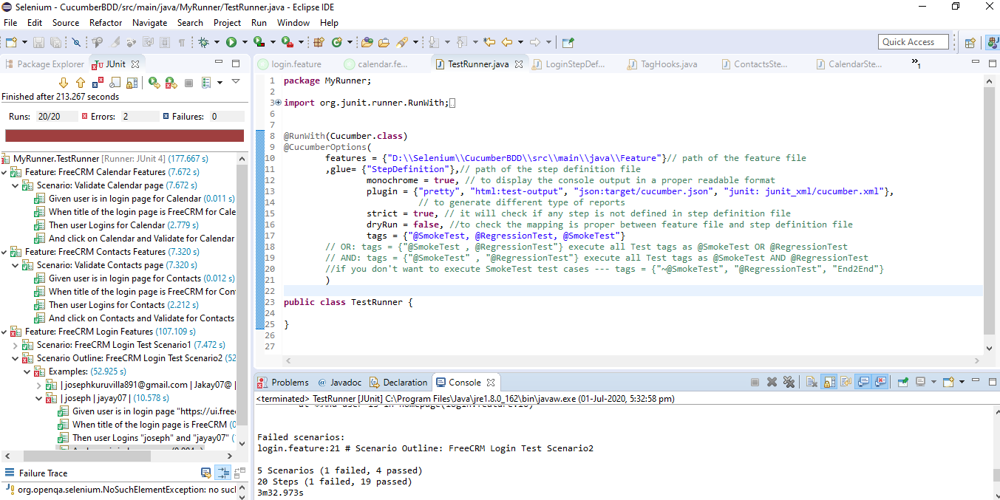 Selenium - CucumberBDD/src/main/java/MyRunner/TestRunner.java - Eclipse IDE
File Edit Source Refactor Navigate Search Project Run Window Help
Quick Access
Package Explorer JUnit
Finished after 213.267 seconds
Runs: 20/20 Errors: 2 Failures: 0
MyRunner.TestRunner [Runner: JUnit 4] (177.667 s)
Feature: FreeCRM Calendar Features (7.672 s)
Scenario: Validate Calendar page (7.672 s)
Given user is in login page for Calendar (0.011 s)
When title of the login page is FreeCRM for Cale
Then user Logins for Calendar (2.779 s)
And click on Calendar and Validate for Calendar
Feature: FreeCRM Contacts Features (7.320 s)
Scenario: Validate Contacts page (7.320 s)
Given user is in login page for Contacts (0.012 s)
When title of the login page is FreeCRM for Con
Then user Logins for Contacts (2.212 s)
And click on Contacts and Validate for Contacts
Feature: FreeCRM Login Features (107.109 s)
Scenario: FreeCRM Login Test Scenario1 (7.472 s)
Scenario Outline: FreeCRM Login Test Scenario2 (52
Examples: (52.925 s)
| josephkuruvilla891@gmail.com | Jakay07@ |
| joseph | jayay07 | (10.578 s)
Given user is in login page "https://ui.free
When title of the login page is FreeCRM (0
Then user Logins "joseph" and "jayay07" (
Failure Trace
org.openqa.selenium.NoSuchElementException: no sucl
login.feature calendar.fe... TestRunner.java LoginStepDef... TagHooks.java ContactsSte... CalendarSte... »1
1 package MyRunner;
2
3 import org.junit.runner.RunWith;
6
7
8 @RunWith(Cucumber.class)
9 @CucumberOptions(
10 features = {"D:\\Selenium\\CucumberBDD\\src\\main\\java\\Feature"}// path of the feature file
11 ,glue= {"StepDefinition"},// path of the step definition file
12 monochrome = true, // to display the console output in a proper readable format
13 plugin = {"pretty", "html:test-output", "json:target/cucumber.json", "junit: junit_xml/cucumber.xml"},
14 // to generate different type of reports
15 strict = true, // it will check if any step is not defined in step definition file
16 dryRun = false, //to check the mapping is proper between feature file and step definition file
17 tags = {"@SmokeTest, @RegressionTest, @SmokeTest"}
18 // OR: tags = {"@SmokeTest , @RegressionTest"} execute all Test tags as @SmokeTest OR @RegressionTest
19 // AND: tags = {"@SmokeTest" , "@RegressionTest"} execute all Test tags as @SmokeTest AND @RegressionTest
20 //if you don't want to execute SmokeTest test cases --- tags = {"~@SmokeTest", "@RegressionTest", "End2End"}
21 )
22
23 public class TestRunner {
24
25 }
26
27
Problems Javadoc Declaration Console
<terminated> TestRunner [JUnit] C:\Program Files\Java\jre1.8.0_162\bin\javaw.exe (01-Jul-2020, 5:32:58 pm)
Failed scenarios:
login.feature:21 # Scenario Outline: FreeCRM Login Test Scenario2
5 Scenarios (1 failed, 4 passed)
20 Steps (1 failed, 19 passed)
3m32.973s